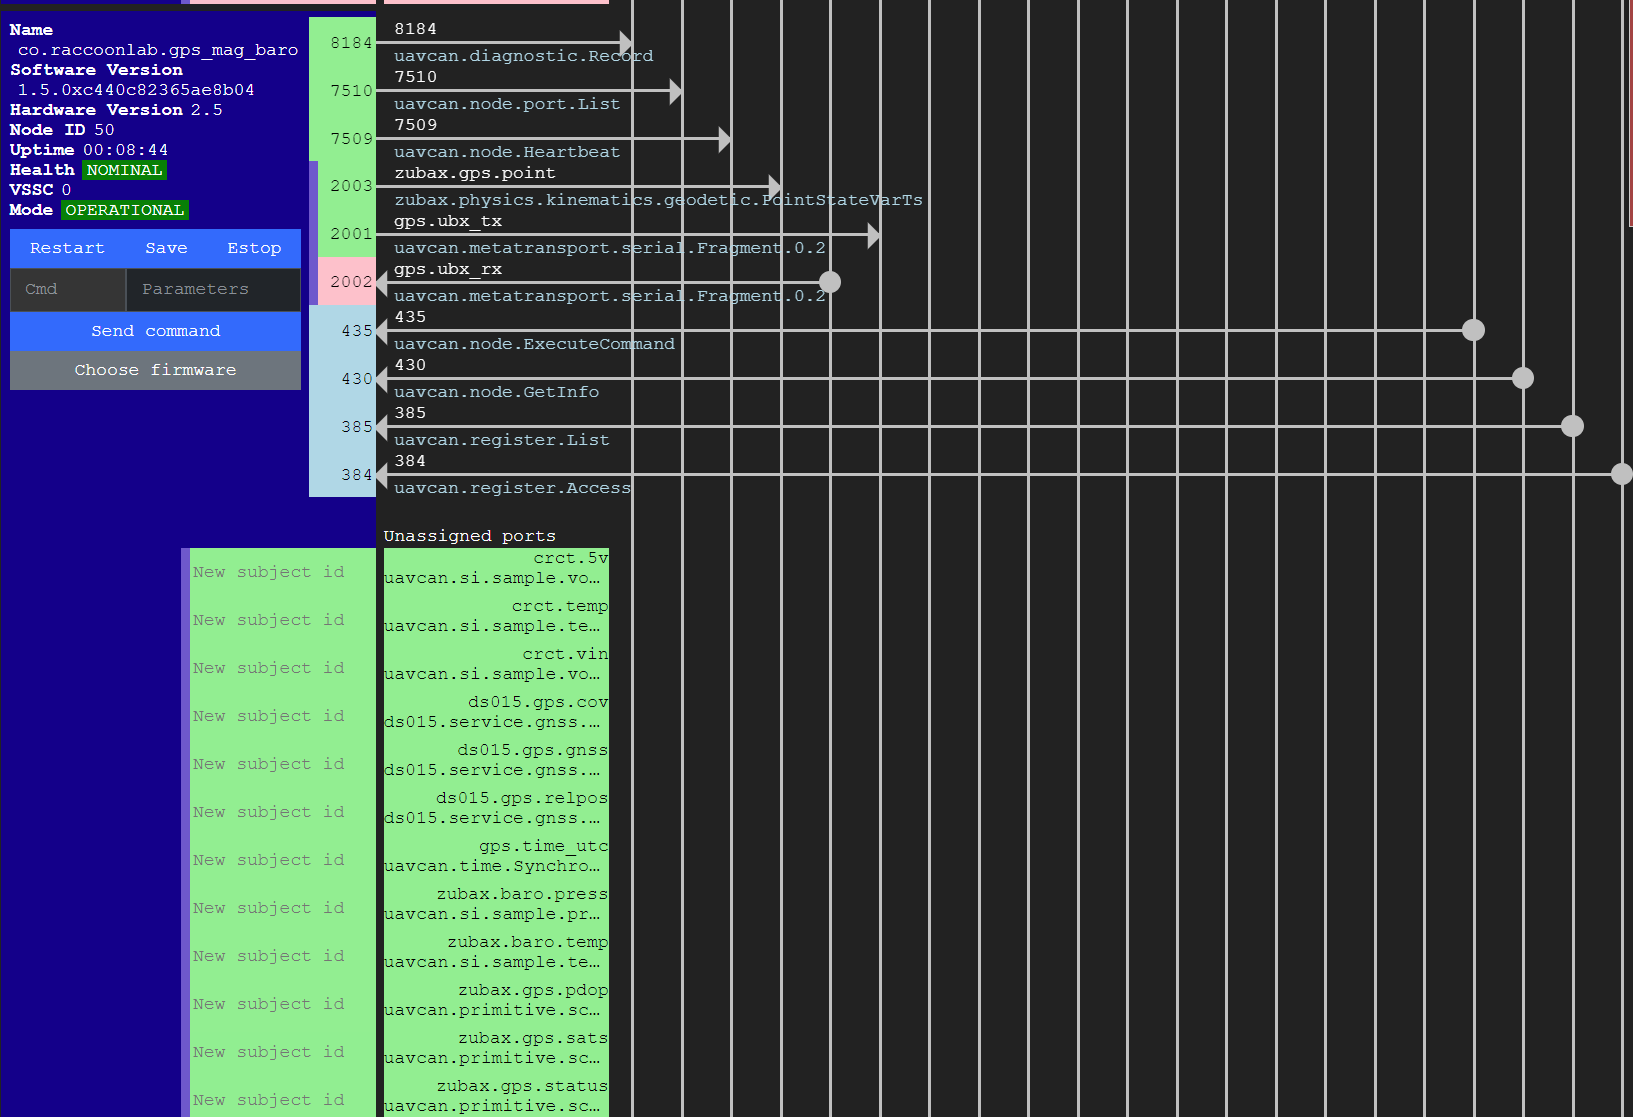 Name
co.raccoonlab.gps_mag_baro
Software Version
1.5.0xc440c82365ae8b04
Hardware Version 2.5
Node ID 50
Uptime 00:08:44
Health NOMINAL
VSSC 0
Mode OPERATIONAL
Restart Save Estop
Cmd Parameters
Send command
Choose firmware
8184 8184
uavcan.diagnostic.Record
7510 7510
uavcan.node.port.List
7509 7509
uavcan.node.Heartbeat
2003 zubax.gps.point
zubax.physics.kinematics.geodetic.PointStateVarTs
2001 gps.ubx_tx
uavcan.metatransport.serial.Fragment.0.2
2002 gps.ubx_rx
uavcan.metatransport.serial.Fragment.0.2
435 435
uavcan.node.ExecuteCommand
430 430
uavcan.node.GetInfo
385 385
uavcan.register.List
384 384
uavcan.register.Access
Unassigned ports
New subject id crct.5v
uavcan.si.sample.vo…
New subject id crct.temp
uavcan.si.sample.te…
New subject id crct.vin
uavcan.si.sample.vo…
New subject id ds015.gps.cov
ds015.service.gnss.…
New subject id ds015.gps.gnss
ds015.service.gnss.…
New subject id ds015.gps.relpos
ds015.service.gnss.…
New subject id gps.time_utc
uavcan.time.Synchro…
New subject id zubax.baro.press
uavcan.si.sample.pr…
New subject id zubax.baro.temp
uavcan.si.sample.te…
New subject id zubax.gps.pdop
uavcan.primitive.sc…
New subject id zubax.gps.sats
uavcan.primitive.sc…
New subject id zubax.gps.status
uavcan.primitive.sc…